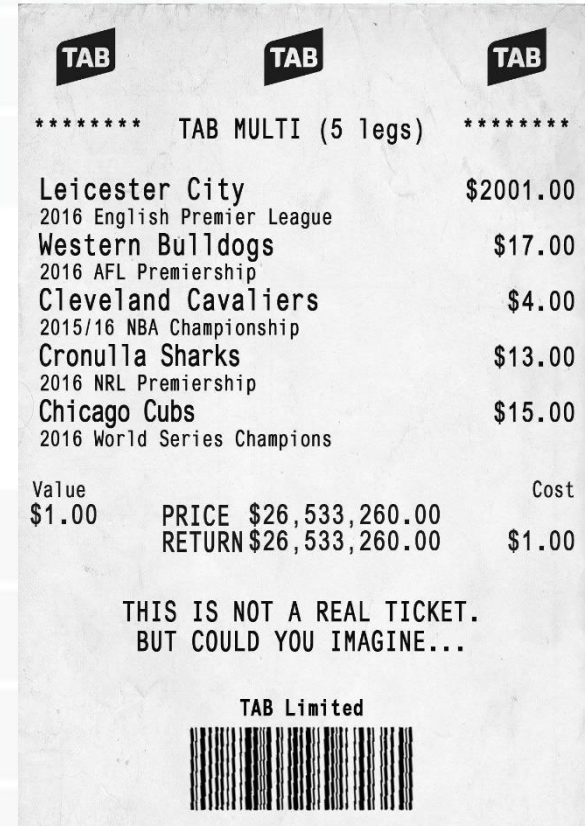 TAB TAB TAB
******** TAB MULTI (5 legs) ********
Leicester City $2001.00
2016 English Premier League
Western Bulldogs $17.00
2016 AFL Premiership
Cleveland Cavaliers $4.00
2015/16 NBA Championship
Cronulla Sharks $13.00
2016 NRL Premiership
Chicago Cubs $15.00
2016 World Series Champions
Value Cost
$1.00 PRICE $26,533,260.00
RETURN $26,533,260.00 $1.00
THIS IS NOT A REAL TICKET.
BUT COULD YOU IMAGINE...
TAB Limited